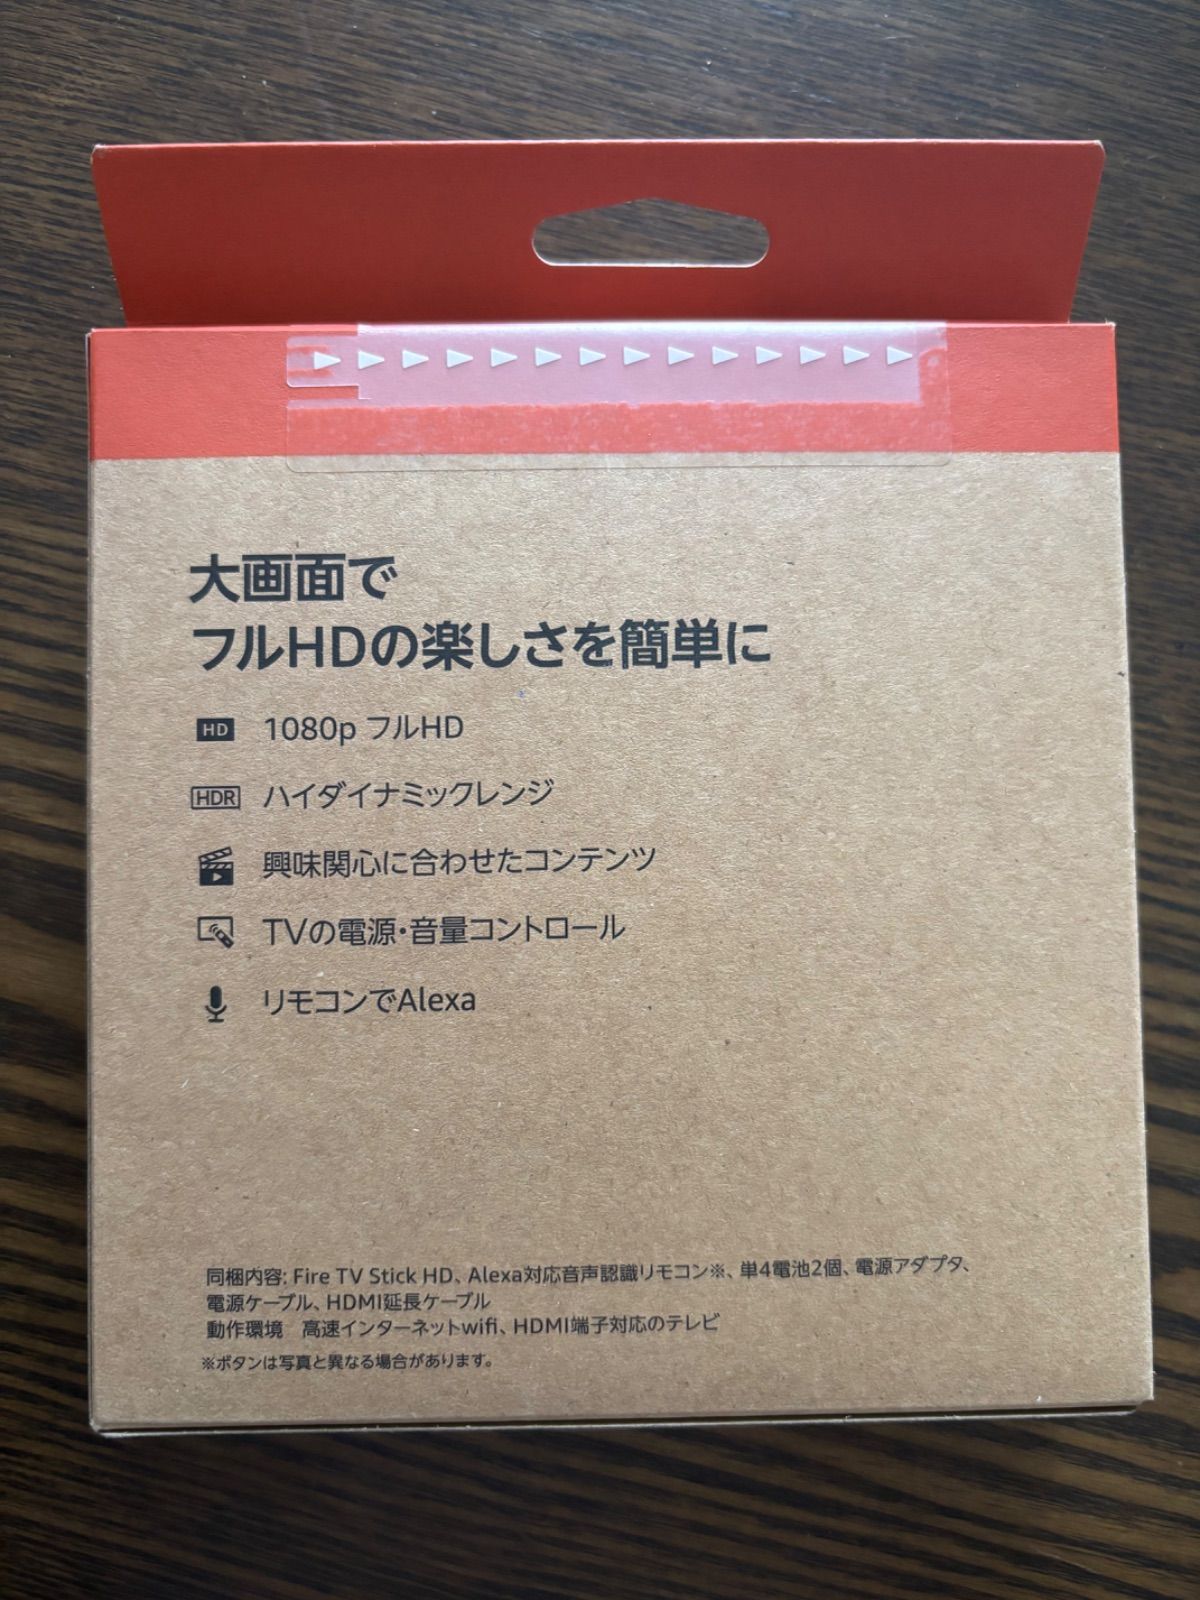 大画面で
フルHDの楽しさを簡単に
HD 1080p フルHD
HDR ハイダイナミックレンジ
興味関心に合わせたコンテンツ
TVの電源・音量コントロール
リモコンでAlexa
同梱内容: Fire TV Stick HD、Alexa対応音声認識リモコン※、単4電池2個、電源アダプタ、
電源ケーブル、HDMI延長ケーブル
動作環境　高速インターネットwifi、HDMI端子対応のテレビ
※ボタンは写真と異なる場合があります。